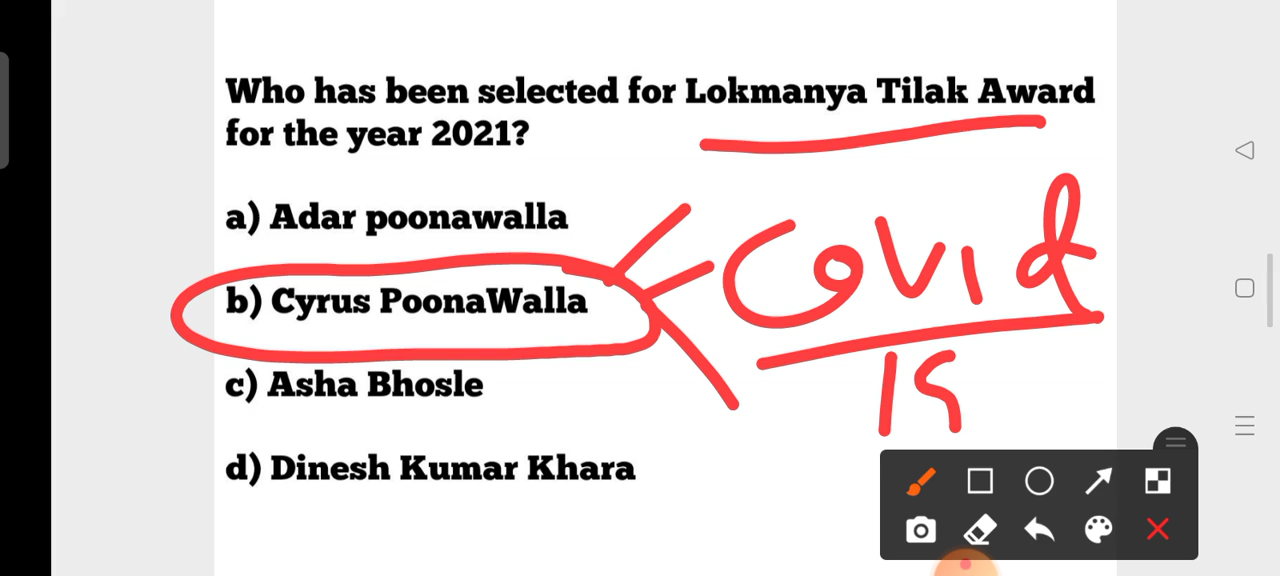 Who has been selected for Lokmanya Tilak Award
for the year 2021?
a) Adar poonawalla
b) Cyrus PoonaWalla
c) Asha Bhosle
d) Dinesh Kumar Khara
Covid
19